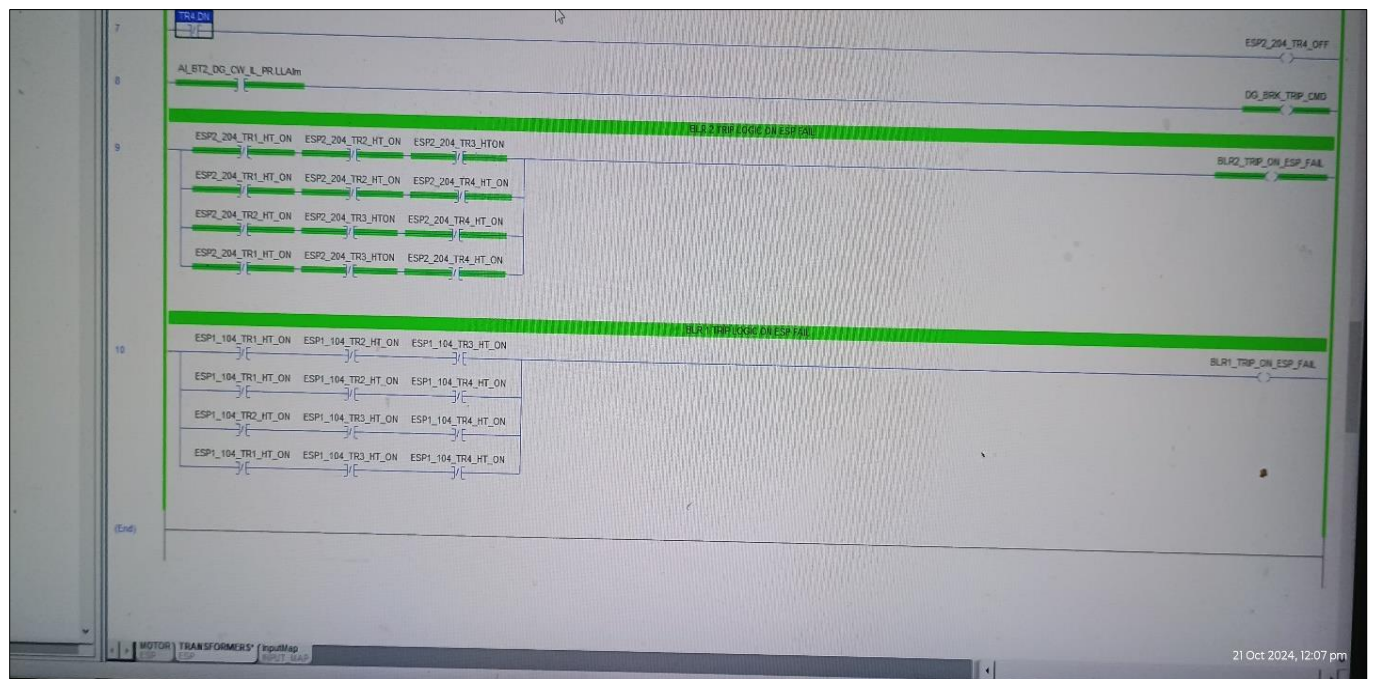 TR4.DN
7
ESP2_204_TR4_OFF
AI_BT2_DG_CW_IL_PR.LLAlm
8
DG_BRK_TRIP_CMD
BLR 2 TRIP LOGIC ON ESP FAIL
ESP2_204_TR1_HT_ON ESP2_204_TR2_HT_ON ESP2_204_TR3_HTON
9
BLR2_TRIP_ON_ESP_FAIL
ESP2_204_TR1_HT_ON ESP2_204_TR2_HT_ON ESP2_204_TR4_HT_ON
ESP2_204_TR2_HT_ON ESP2_204_TR3_HTON ESP2_204_TR4_HT_ON
ESP2_204_TR1_HT_ON ESP2_204_TR3_HTON ESP2_204_TR4_HT_ON
BLR 1 TRIP LOGIC ON ESP FAIL
ESP1_104_TR1_HT_ON ESP1_104_TR2_HT_ON ESP1_104_TR3_HT_ON
10
BLR1_TRIP_ON_ESP_FAIL
ESP1_104_TR1_HT_ON ESP1_104_TR2_HT_ON ESP1_104_TR4_HT_ON
ESP1_104_TR2_HT_ON ESP1_104_TR3_HT_ON ESP1_104_TR4_HT_ON
ESP1_104_TR1_HT_ON ESP1_104_TR3_HT_ON ESP1_104_TR4_HT_ON
(End)
MOTOR TRANSFORMERS* InputMap
ESP ESP INPUT_MAP
21 Oct 2024, 12:07 pm